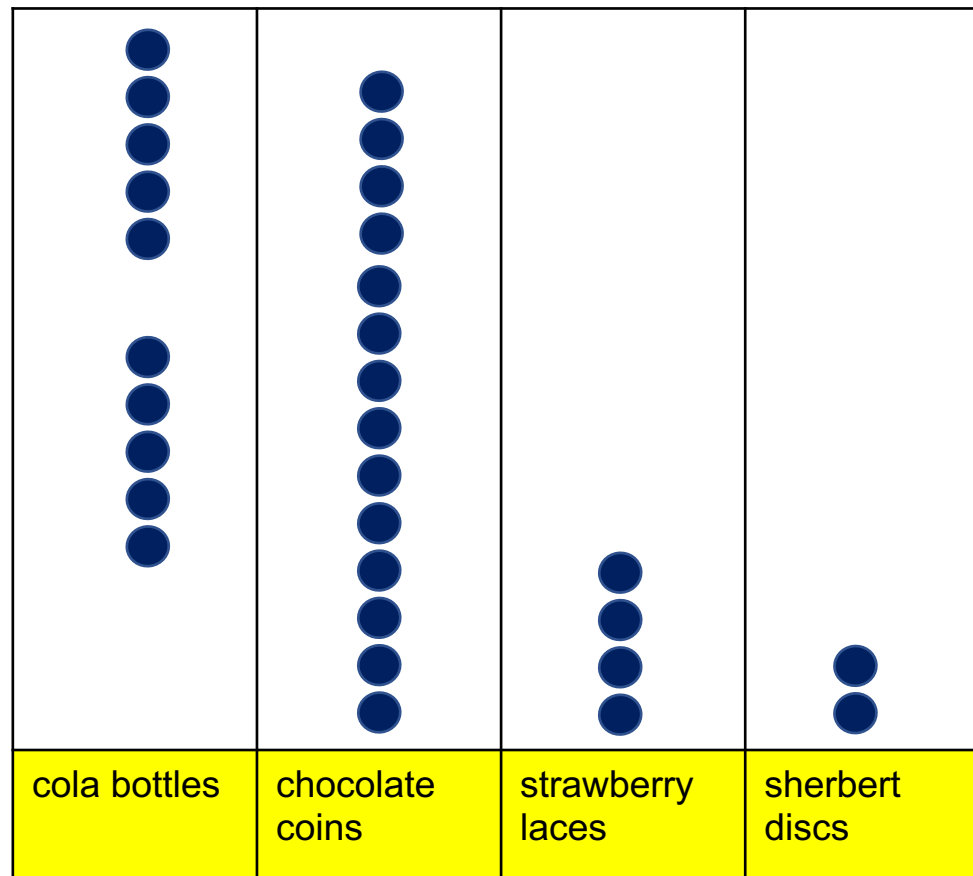 cola bottles
chocolate
coins
strawberry
laces
sherbert
discs